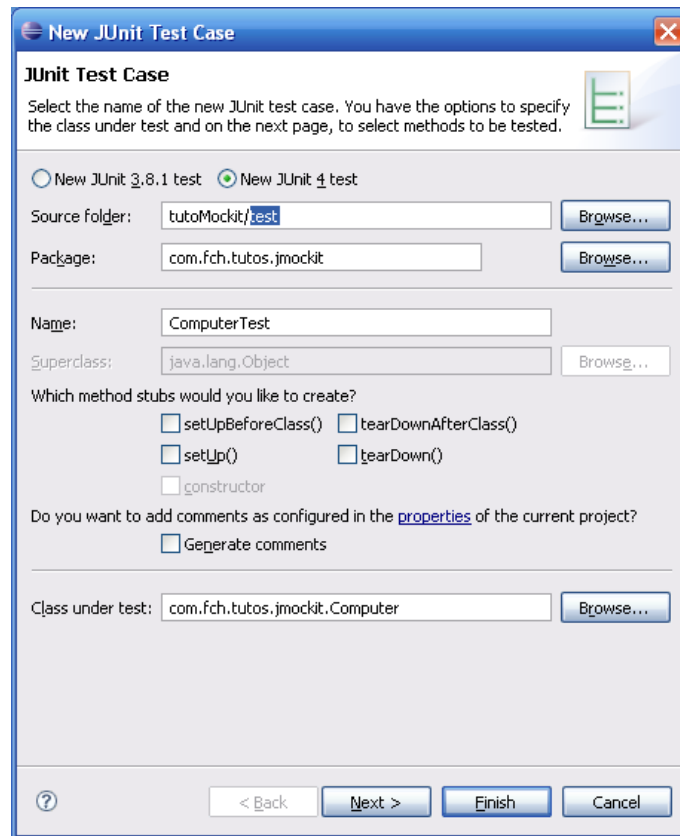 New JUnit Test Case
JUnit Test Case
Select the name of the new JUnit test case. You have the options to specify
the class under test and on the next page, to select methods to be tested.
New JUnit 3.8.1 test New JUnit 4 test
Source folder: tutoMockit/test Browse...
Package: com.fch.tutos.jmockit Browse...
Name: ComputerTest
Superclass: java.lang.Object Browse...
Which method stubs would you like to create?
setUpBeforeClass() tearDownAfterClass()
setUp() tearDown()
constructor
Do you want to add comments as configured in the properties of the current project?
Generate comments
Class under test: com.fch.tutos.jmockit.Computer Browse...
? < Back Next > Finish Cancel